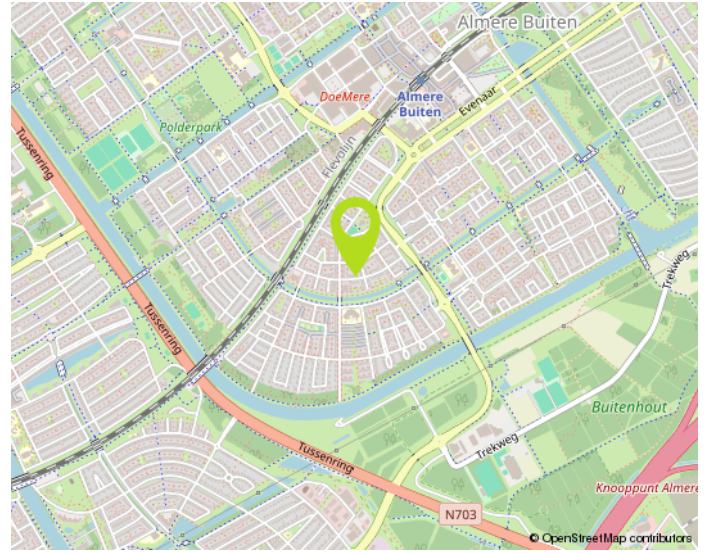 Almere Buiten
DoeMere
Almere
Buiten
Evenaar
Polderpark
Flevolijn
Tussenring
Tussenring
Trekweg
Buitenhout
Trekweg
Tussenring
Knooppunt Almere
N703
© OpenStreetMap contributors